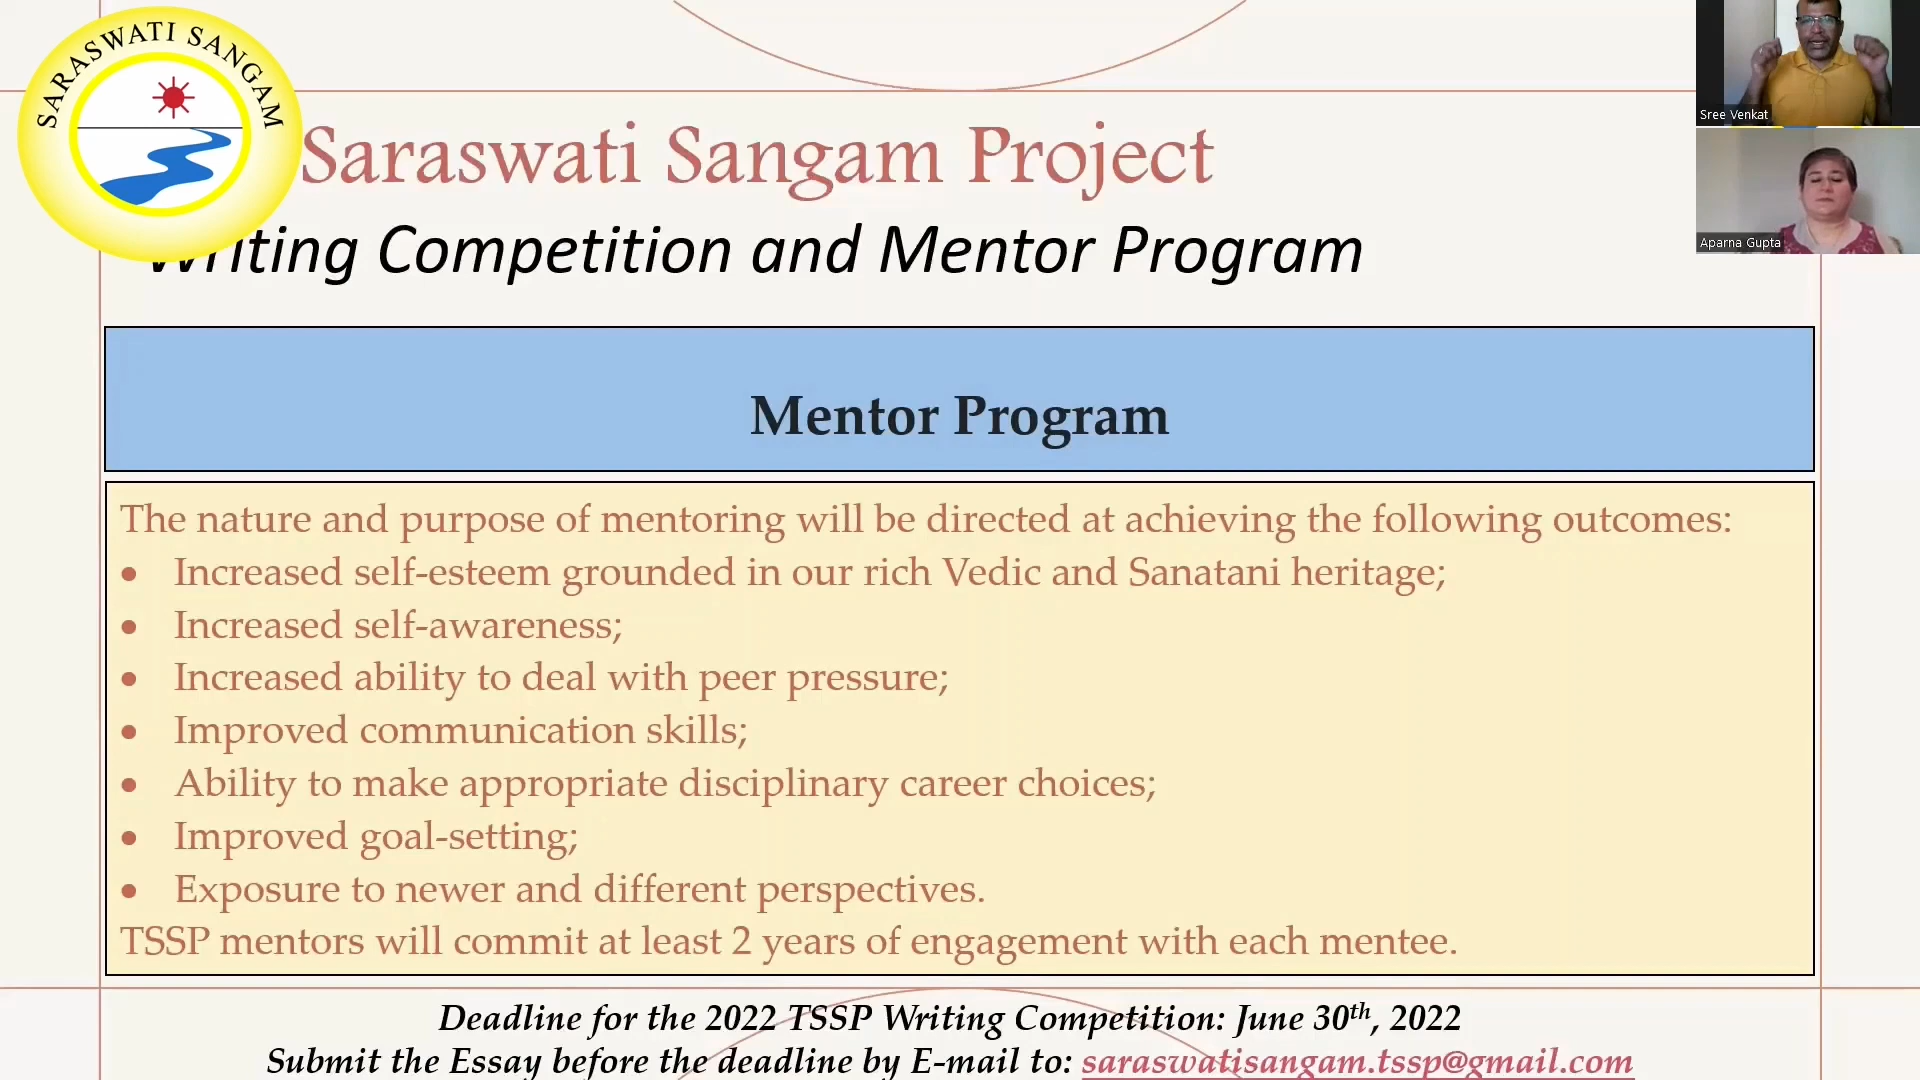 SARASWATI SANGAM
Saraswati Sangam Project
Writing Competition and Mentor Program
Sree Venkat
Aparna Gupta
Mentor Program
The nature and purpose of mentoring will be directed at achieving the following outcomes:
• Increased self-esteem grounded in our rich Vedic and Sanatani heritage;
• Increased self-awareness;
• Increased ability to deal with peer pressure;
• Improved communication skills;
• Ability to make appropriate disciplinary career choices;
• Improved goal-setting;
• Exposure to newer and different perspectives.
TSSP mentors will commit at least 2 years of engagement with each mentee.
Deadline for the 2022 TSSP Writing Competition: June 30th, 2022
Submit the Essay before the deadline by E-mail to: saraswatisangam.tssp@gmail.com